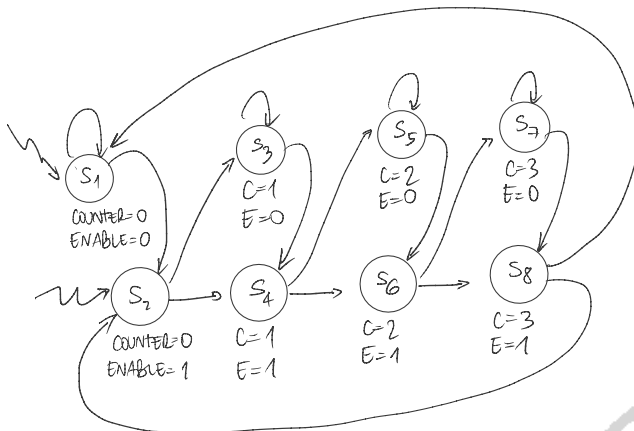 S1
COUNTER=0
ENABLE=0
S3
C=1
E=0
S5
C=2
E=0
S7
C=3
E=0
S2
COUNTER=0
ENABLE=1
S4
C=1
E=1
S6
C=2
E=1
S8
C=3
E=1